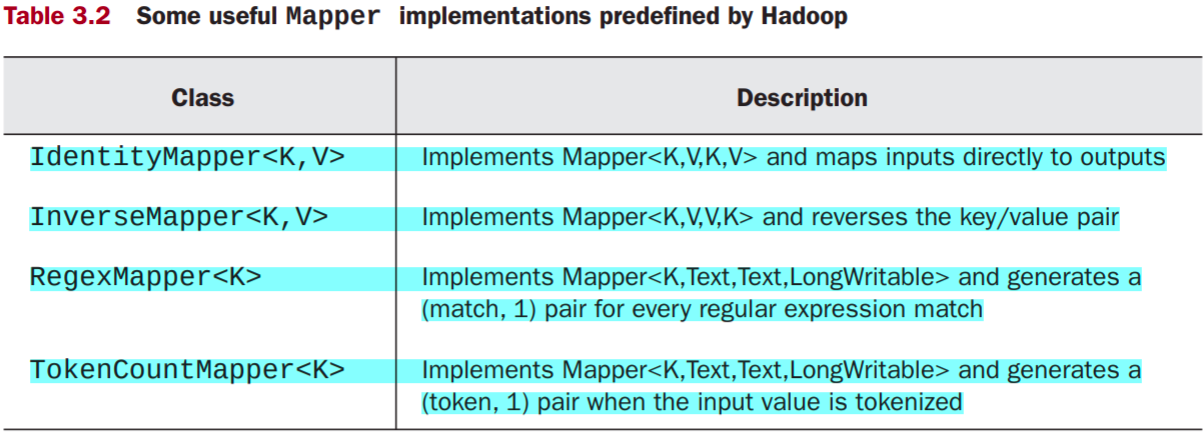 Table 3.2 Some useful Mapper implementations predefined by Hadoop
Class Description
IdentityMapper<K,V> Implements Mapper<K,V,K,V> and maps inputs directly to outputs
InverseMapper<K,V> Implements Mapper<K,V,V,K> and reverses the key/value pair
RegexMapper<K> Implements Mapper<K,Text,Text,LongWritable> and generates a
(match, 1) pair for every regular expression match
TokenCountMapper<K> Implements Mapper<K,Text,Text,LongWritable> and generates a
(token, 1) pair when the input value is tokenized